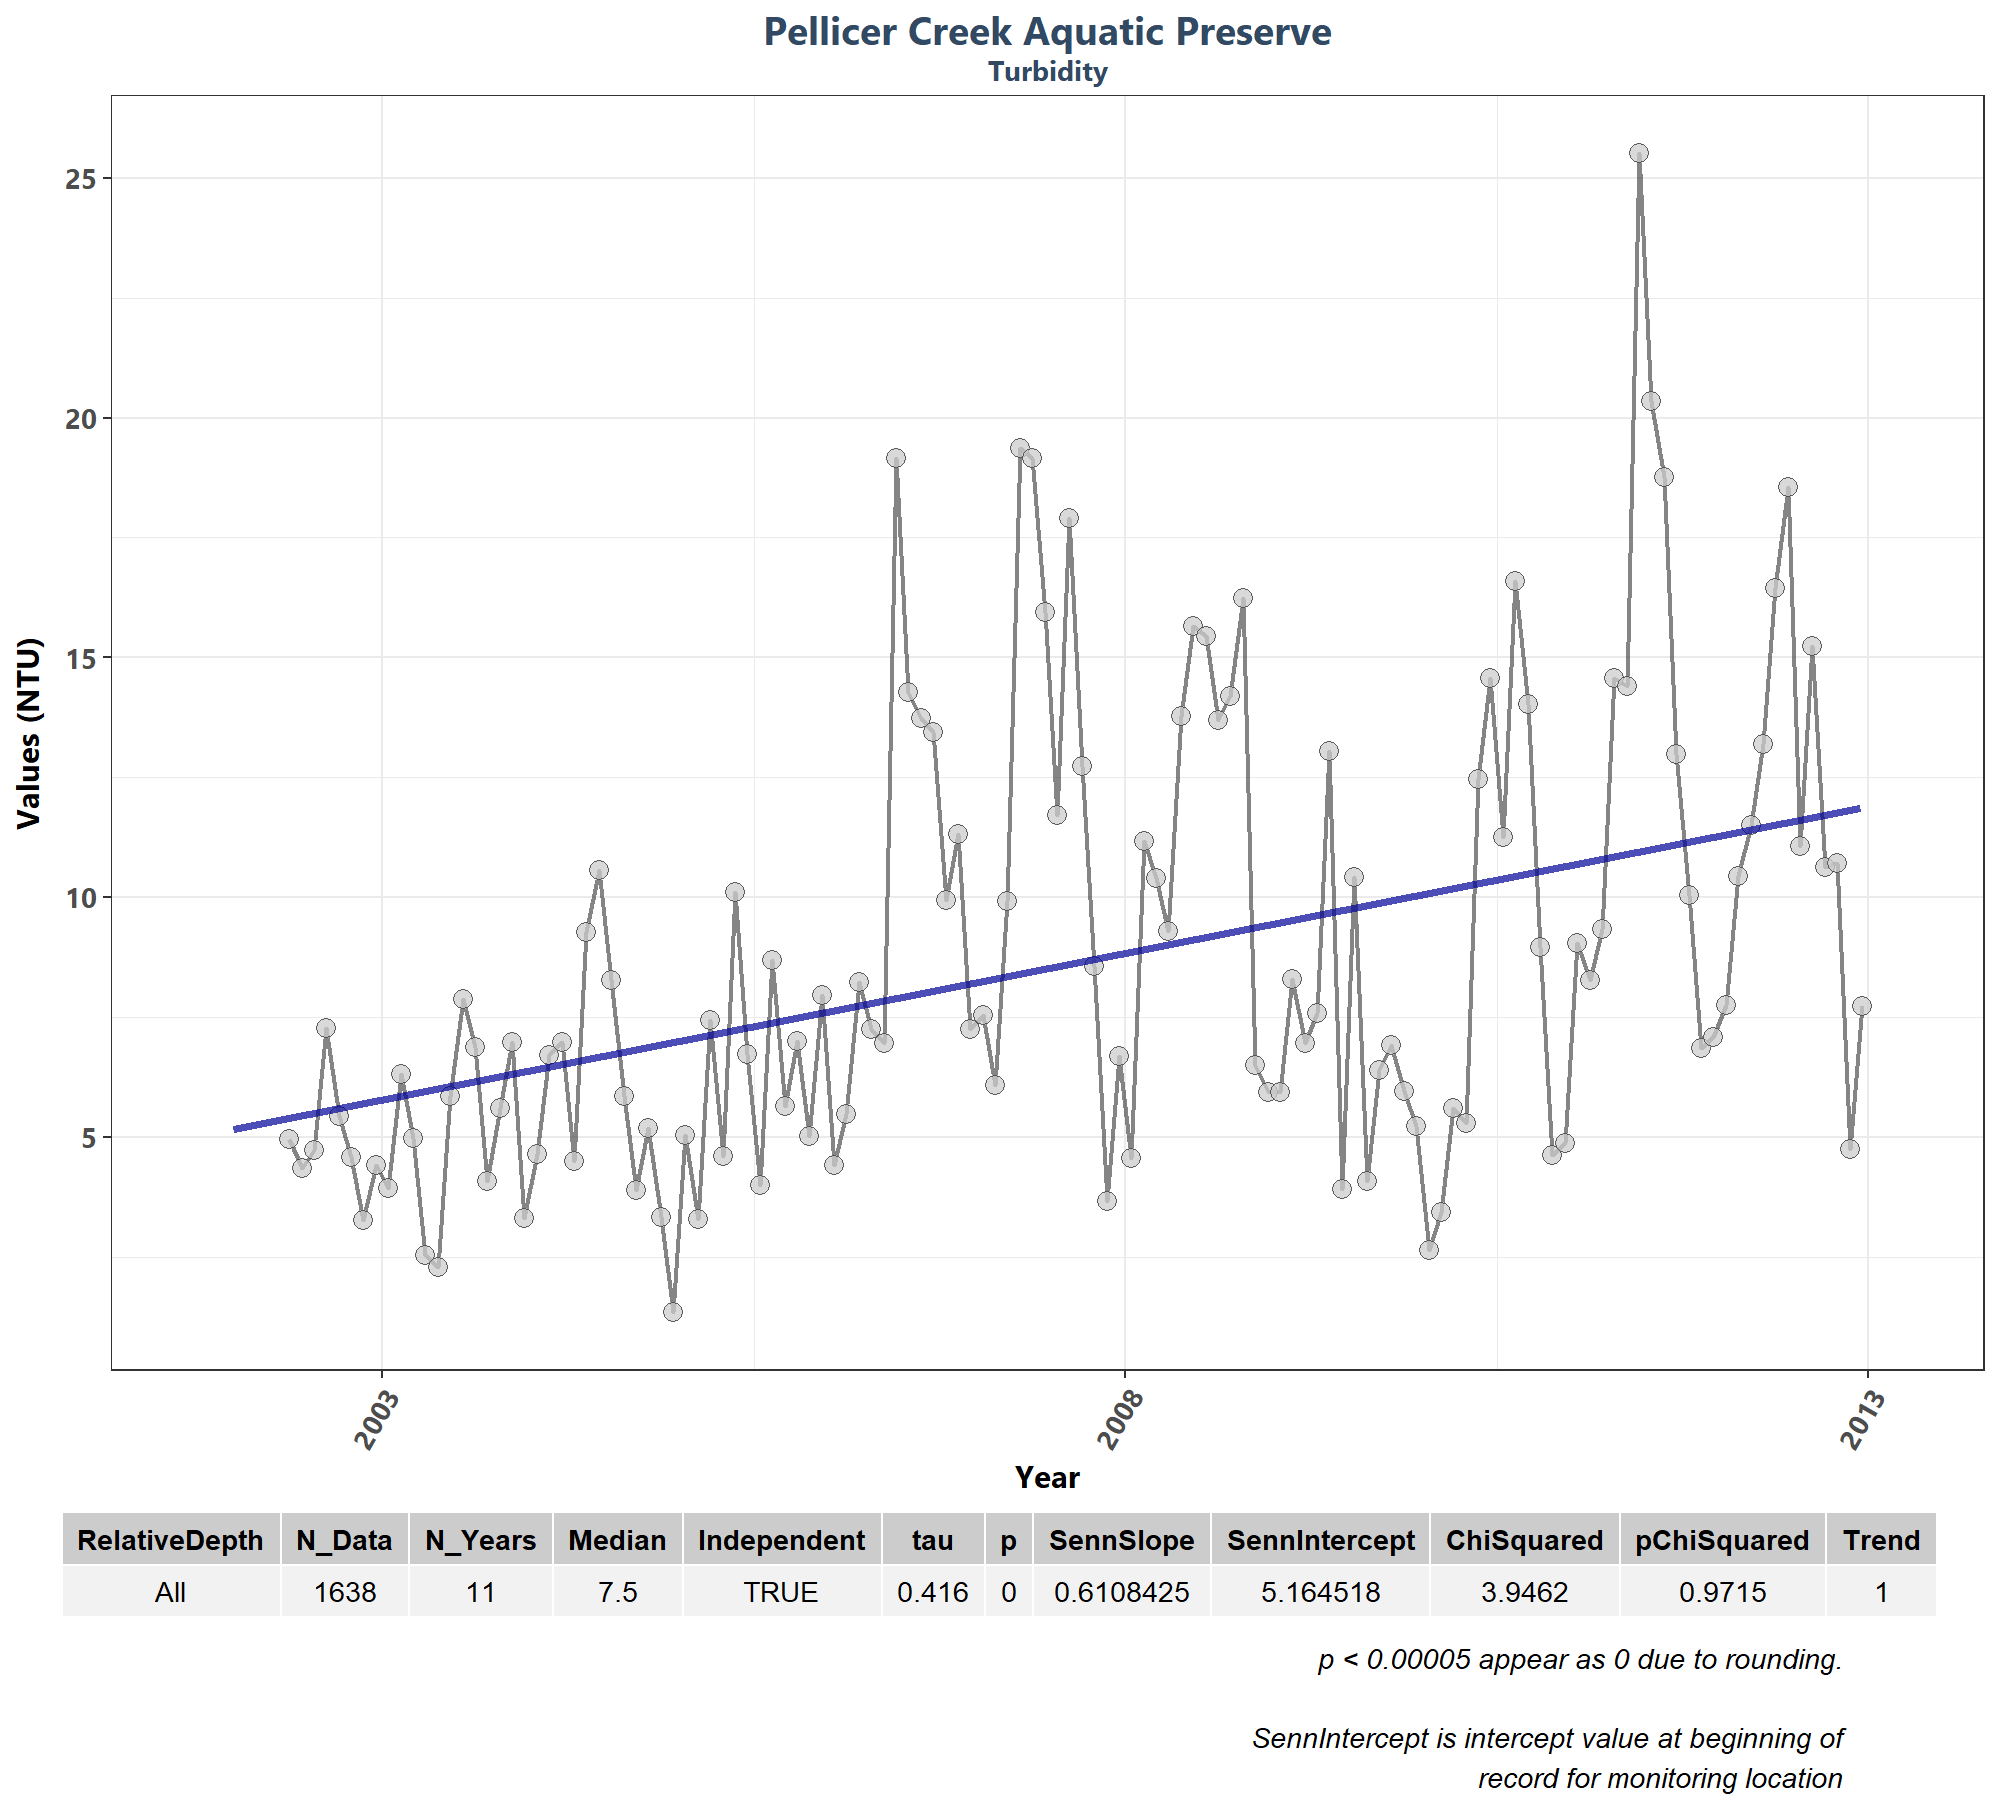 Pellicer Creek Aquatic Preserve
Turbidity
Values (NTU)
25
20
15
10
5
2003
2008
2013
Year
RelativeDepth N_Data N_Years Median Independent tau p SennSlope SennIntercept ChiSquared pChiSquared Trend
All 1638 11 7.5 TRUE 0.416 0 0.6108425 5.164518 3.9462 0.9715 1
p < 0.00005 appear as 0 due to rounding.
SennIntercept is intercept value at beginning of
record for monitoring location